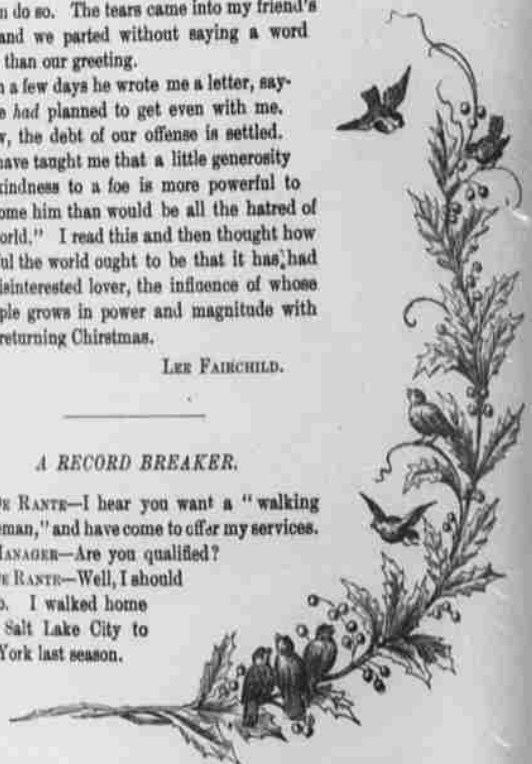 n do so. The tears came into my friend's
and we parted without saying a word
than our greeting.
a few days he wrote me a letter, say-
e had planned to get even with me.
w, the debt of our offense is settled.
have taught me that a little generosity
kindness to a foe is more powerful to
ome him than would be all the hatred of
orld." I read this and then thought how
ul the world ought to be that it has had
isinterested lover, the influence of whose
ple grows in power and magnitude with
returning Chirstmas.
LEE FAIRCHILD.
A RECORD BREAKER.
DE RANTE—I hear you want a "walking
eman," and have come to offer my services.
MANAGER—Are you qualified?
DE RANTE—Well, I should
o. I walked home
Salt Lake City to
York last season.